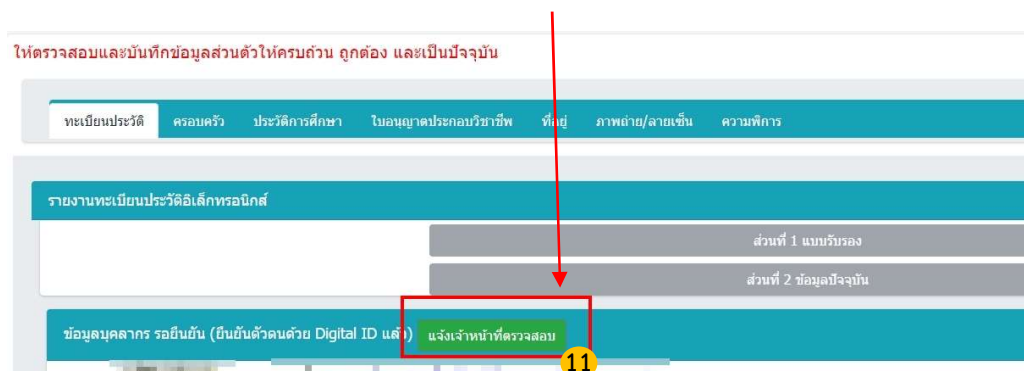 ให้ตรวจสอบและบันทึกข้อมูลส่วนตัวให้ครบถ้วน ถูกต้อง และเป็นปัจจุบัน
ทะเบียนประวัติ ครอบครัว ประวัติการศึกษา ใบอนุญาตประกอบวิชาชีพ ที่อยู่ ภาพถ่าย/ลายเซ็น ความพิการ
รายงานทะเบียนประวัติอิเล็กทรอนิกส์
ส่วนที่ 1 แบบรับรอง
ส่วนที่ 2 ข้อมูลปัจจุบัน
ข้อมูลบุคลากร รอยืนยัน (ยืนยันตัวตนด้วย Digital ID แล้ว) แจ้งเจ้าหน้าที่ตรวจสอบ
11